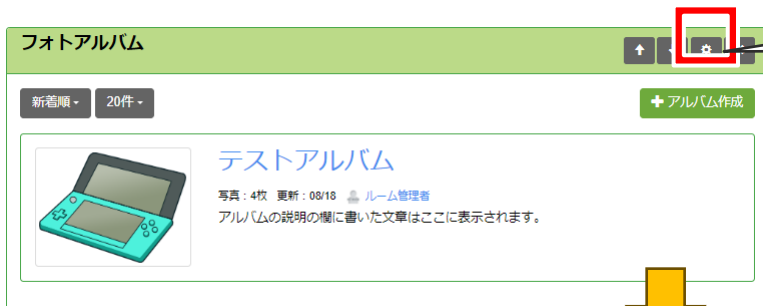 フォトアルバム
新着順
20件
アルバム作成
テストアルバム
写真：4枚 更新：08/18 ルーム管理者
アルバムの説明の欄に書いた文章はここに表示されます。